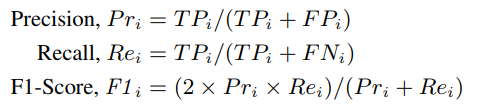 Precision, Pr_i = TP_i/(TP_i + FP_i)
Recall, Re_i = TP_i/(TP_i + FN_i)
F1-Score, F1_i = (2 × Pr_i × Re_i)/(Pr_i + Re_i)